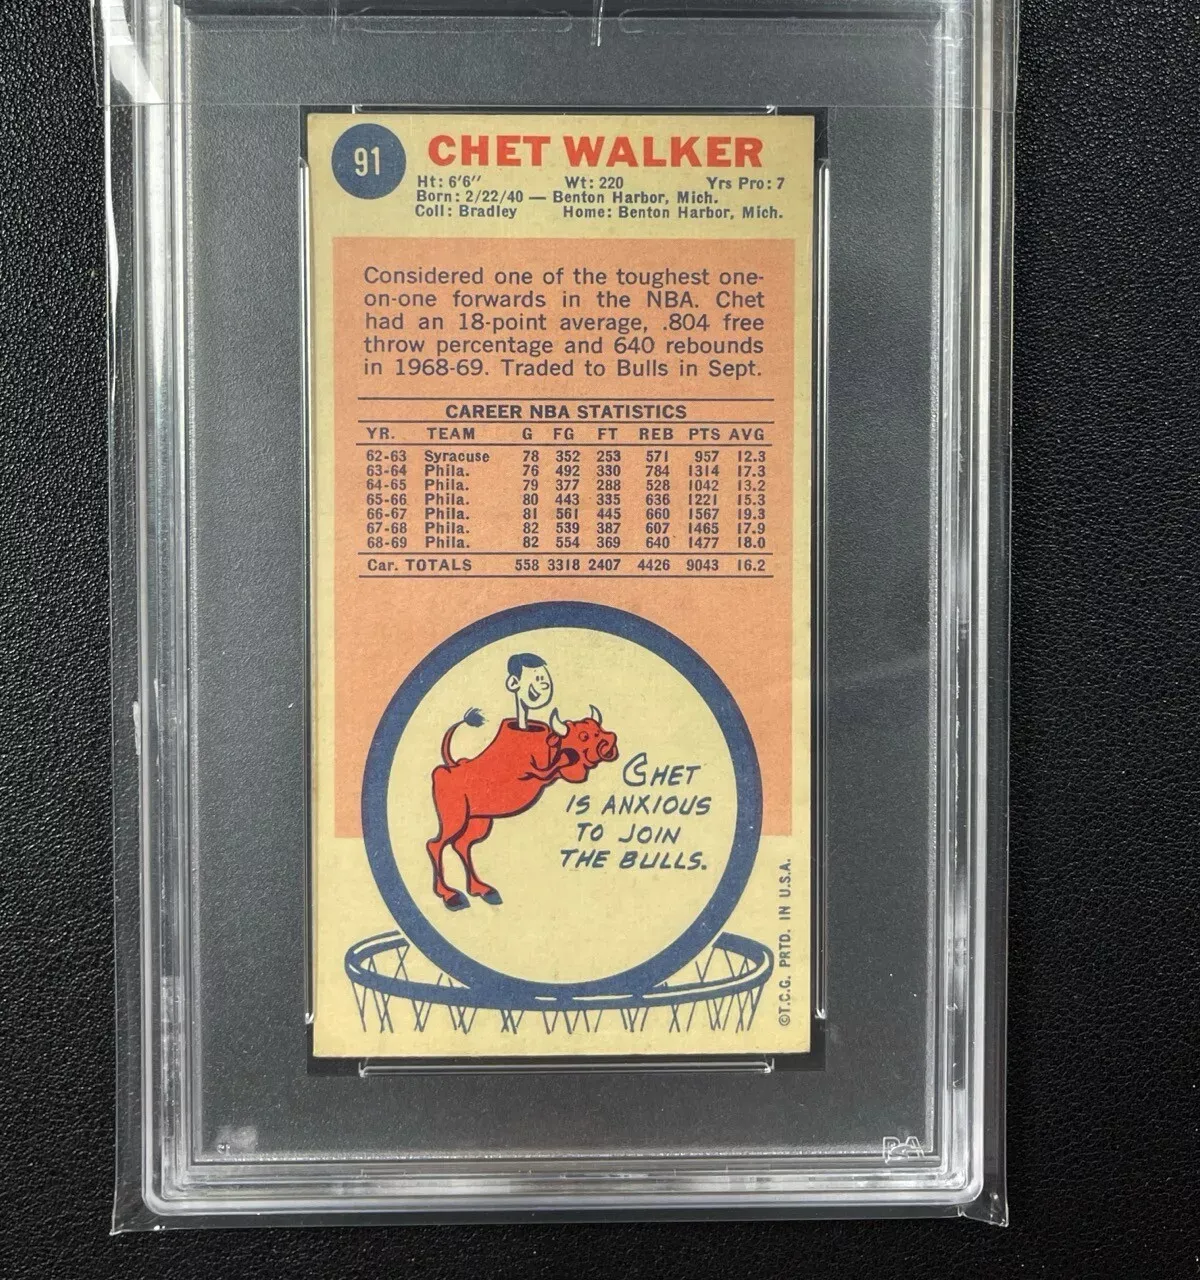 91
CHET WALKER
Ht: 6'6" Wt: 220 Yrs Pro: 7
Born: 2/22/40 — Benton Harbor, Mich.
Coll: Bradley Home: Benton Harbor, Mich.
Considered one of the toughest one-
on-one forwards in the NBA. Chet
had an 18-point average, .804 free
throw percentage and 640 rebounds
in 1968-69. Traded to Bulls in Sept.
CAREER NBA STATISTICS
YR. TEAM G FG FT REB PTS AVG
62-63 Syracuse 78 352 253 571 957 12.3
63-64 Phila. 76 492 330 784 1314 17.3
64-65 Phila. 79 377 288 528 1042 13.2
65-66 Phila. 80 443 335 636 1221 15.3
66-67 Phila. 81 561 445 660 1567 19.3
67-68 Phila. 82 539 387 607 1465 17.9
68-69 Phila. 82 554 369 640 1477 18.0
Car. TOTALS 558 3318 2407 4426 9043 16.2
CHET
IS ANXIOUS
TO JOIN
THE BULLS.
©T.C.G. PRTD. IN U.S.A.